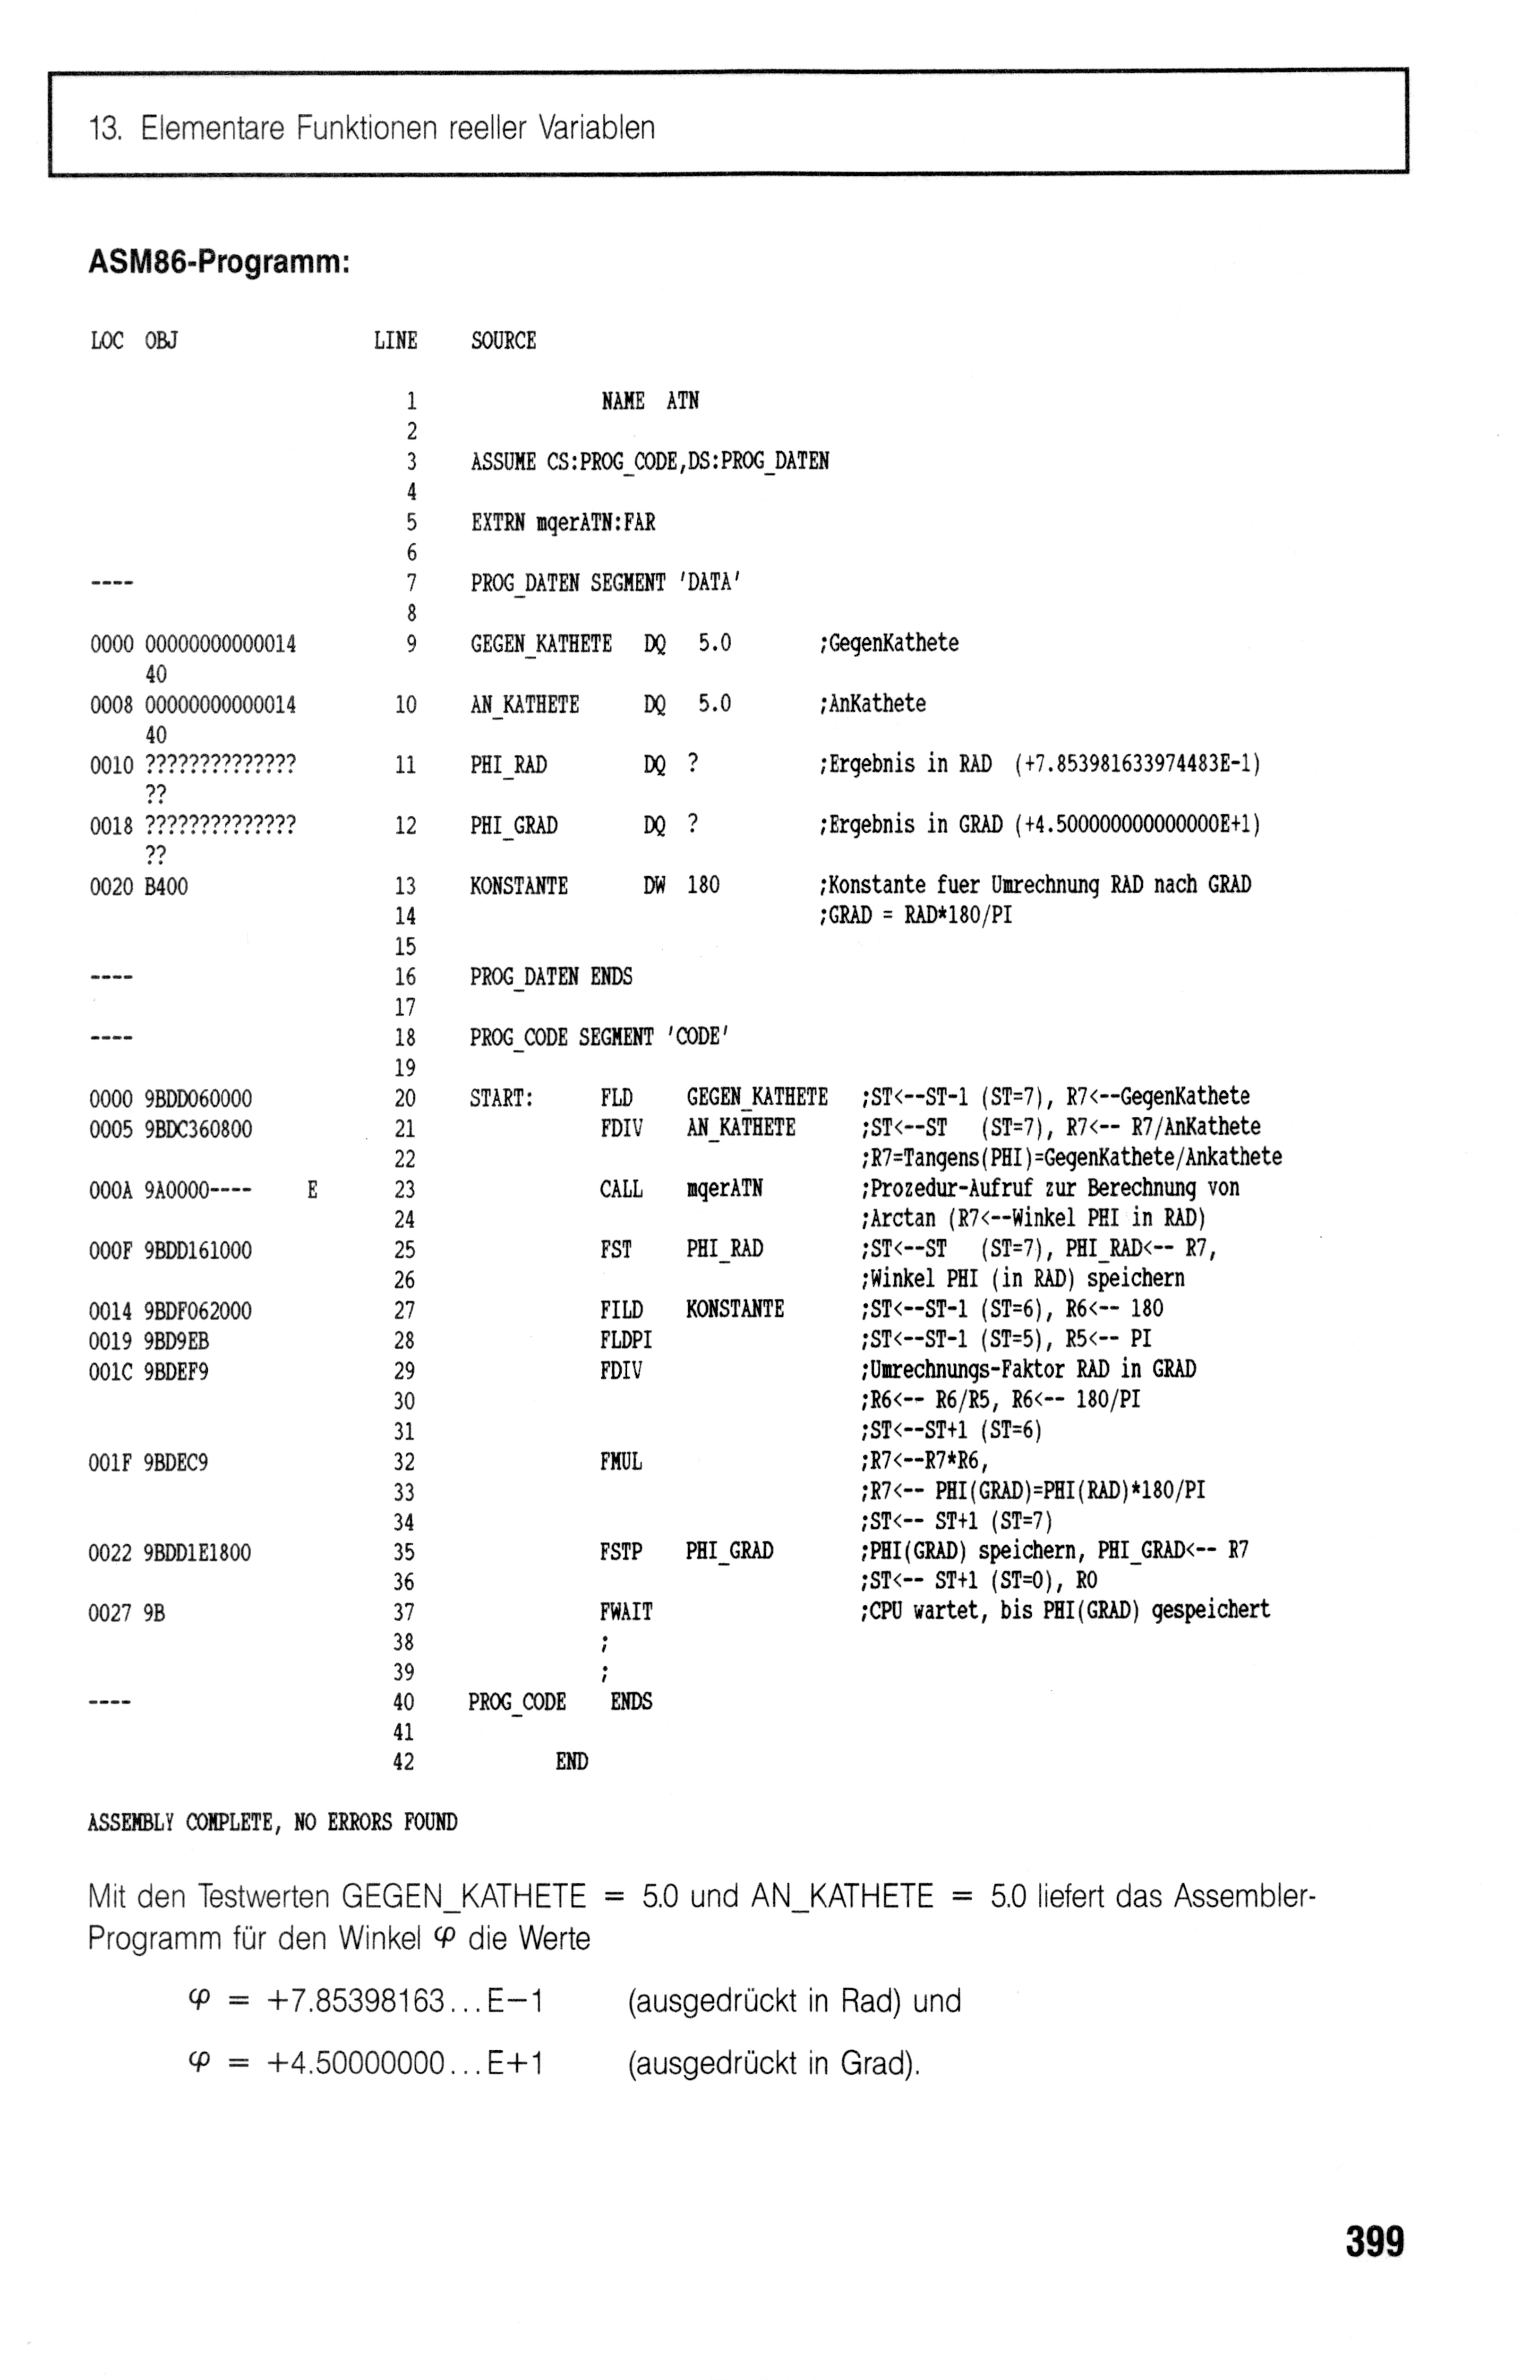 13. Elementare Funktionen reeller Variablen
ASM86-Programm:
LOC  OBJ                  LINE     SOURCE
                             1                 NAME  ATN
                             2
                             3     ASSUME CS:PROG_CODE,DS:PROG_DATEN
                             4
                             5     EXTRN mqerATN:FAR
                             6
----                         7     PROG_DATEN SEGMENT 'DATA'
                             8
0000 00000000000014          9     GEGEN_KATHETE   DQ   5.0        ;GegenKathete
     40
0008 00000000000014         10     AN_KATHETE      DQ   5.0        ;AnKathete
     40
0010 ??????????????         11     PHI_RAD         DQ  ?           ;Ergebnis in RAD  (+7.853981633974483E-1)
     ??
0018 ??????????????         12     PHI_GRAD        DQ  ?           ;Ergebnis in GRAD (+4.500000000000000E+1)
     ??
0020 B400                   13     KONSTANTE       DW  180         ;Konstante fuer Umrechnung RAD nach GRAD
                            14                                     ;GRAD = RAD*180/PI
                            15
----                        16     PROG_DATEN ENDS
                            17
----                        18     PROG_CODE SEGMENT 'CODE'
                            19
0000 9BDD060000             20     START:      FLD     GEGEN_KATHETE   ;ST<--ST-1 (ST=7), R7<--GegenKathete
0005 9BDC360800             21                 FDIV    AN_KATHETE      ;ST<--ST   (ST=7), R7<-- R7/AnKathete
                            22                                         ;R7=Tangens(PHI)=GegenKathete/Ankathete
000A 9A0000----     E       23                 CALL    mqerATN         ;Prozedur-Aufruf zur Berechnung von
                            24                                         ;Arctan (R7<--Winkel PHI in RAD)
000F 9BDD161000             25                 FST     PHI_RAD         ;ST<--ST   (ST=7), PHI_RAD<-- R7,
                            26                                         ;Winkel PHI (in RAD) speichern
0014 9BDF062000             27                 FILD    KONSTANTE       ;ST<--ST-1 (ST=6), R6<-- 180
0019 9BD9EB                 28                 FLDPI                   ;ST<--ST-1 (ST=5), R5<-- PI
001C 9BDEF9                 29                 FDIV                    ;Umrechnungs-Faktor RAD in GRAD
                            30                                         ;R6<-- R6/R5, R6<-- 180/PI
                            31                                         ;ST<--ST+1 (ST=6)
001F 9BDEC9                 32                 FMUL                    ;R7<--R7*R6,
                            33                                         ;R7<-- PHI(GRAD)=PHI(RAD)*180/PI
                            34                                         ;ST<-- ST+1 (ST=7)
0022 9BDD1E1800             35                 FSTP    PHI_GRAD        ;PHI(GRAD) speichern, PHI_GRAD<-- R7
                            36                                         ;ST<-- ST+1 (ST=0), R0
0027 9B                     37                 FWAIT                   ;CPU wartet, bis PHI(GRAD) gespeichert
                            38                 ;
                            39                 ;
----                        40     PROG_CODE    ENDS
                            41
                            42             END
ASSEMBLY COMPLETE, NO ERRORS FOUND
Mit den Testwerten GEGEN_KATHETE = 5.0 und AN_KATHETE = 5.0 liefert das Assembler-
Programm für den Winkel φ die Werte
φ = +7.85398163...E−1 (ausgedrückt in Rad) und
φ = +4.50000000...E+1 (ausgedrückt in Grad).
399